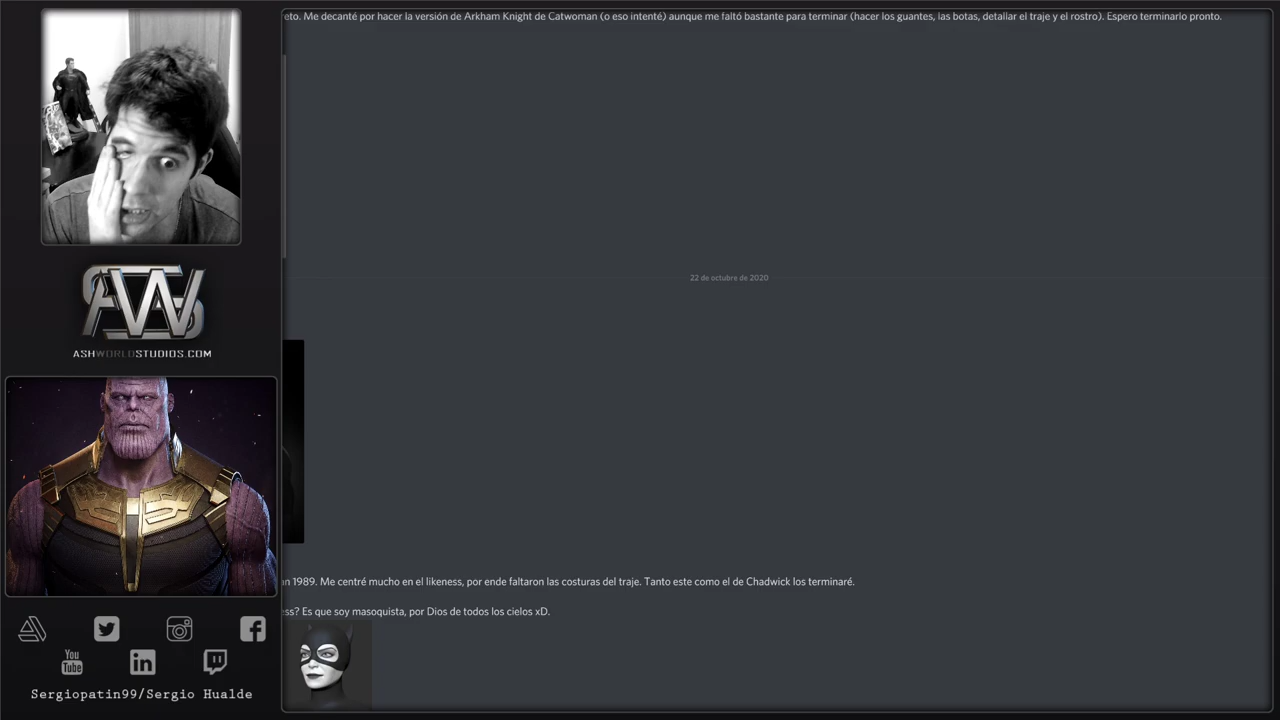 eto. Me decanté por hacer la versión de Arkham Knight de Catwoman (o eso intenté) aunque me faltó bastante para terminar (hacer los guantes, las botas, detallar el traje y el rostro). Espero terminarlo pronto.
22 de octubre de 2020
ASW
ASHWORLDSTUDIOS.COM
an 1989. Me centré mucho en el likeness, por ende faltaron las costuras del traje. Tanto este como el de Chadwick los terminaré.
ess? Es que soy masoquista, por Dios de todos los cielos xD.
You
Tube
in
Sergiopatin99/Sergio Hualde